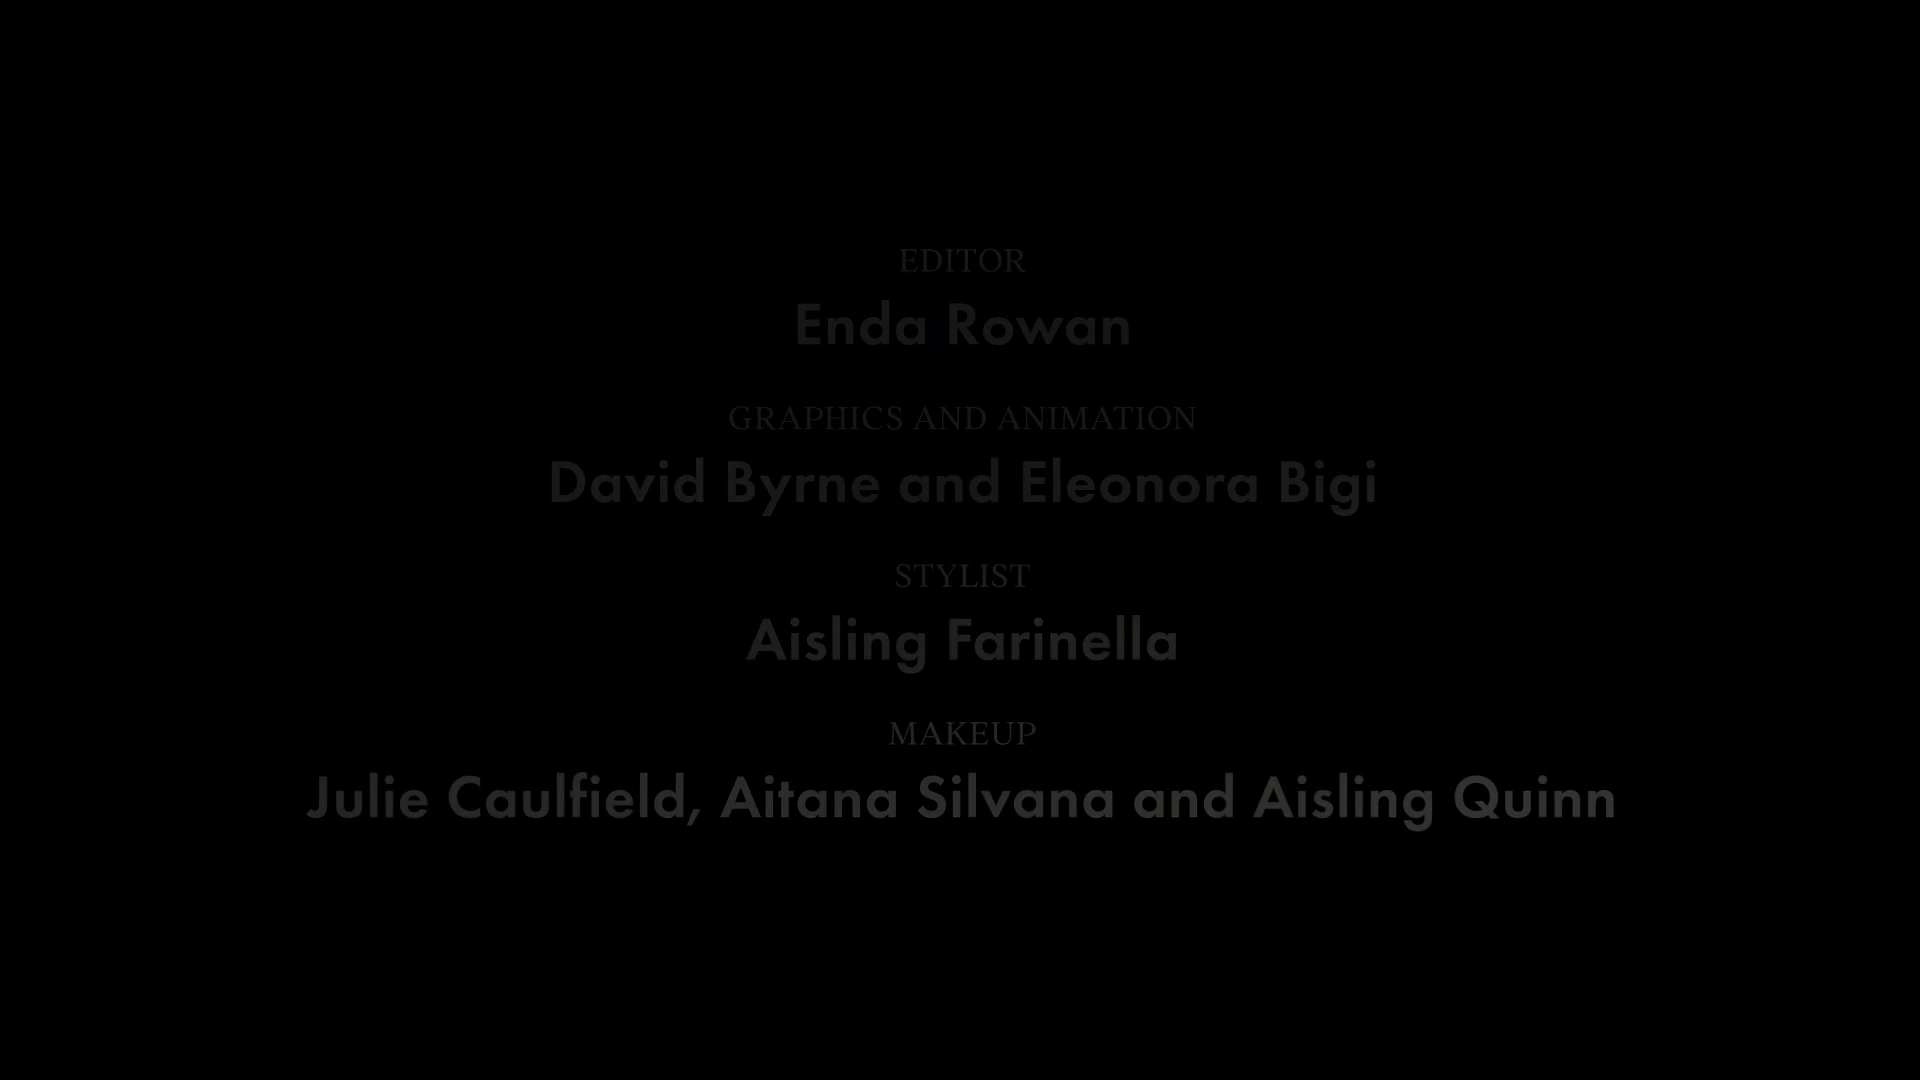 EDITOR
Enda Rowan
GRAPHICS AND ANIMATION
David Byrne and Eleonora Bigi
STYLIST
Aisling Farinella
MAKEUP
Julie Caulfield, Aitana Silvana and Aisling Quinn